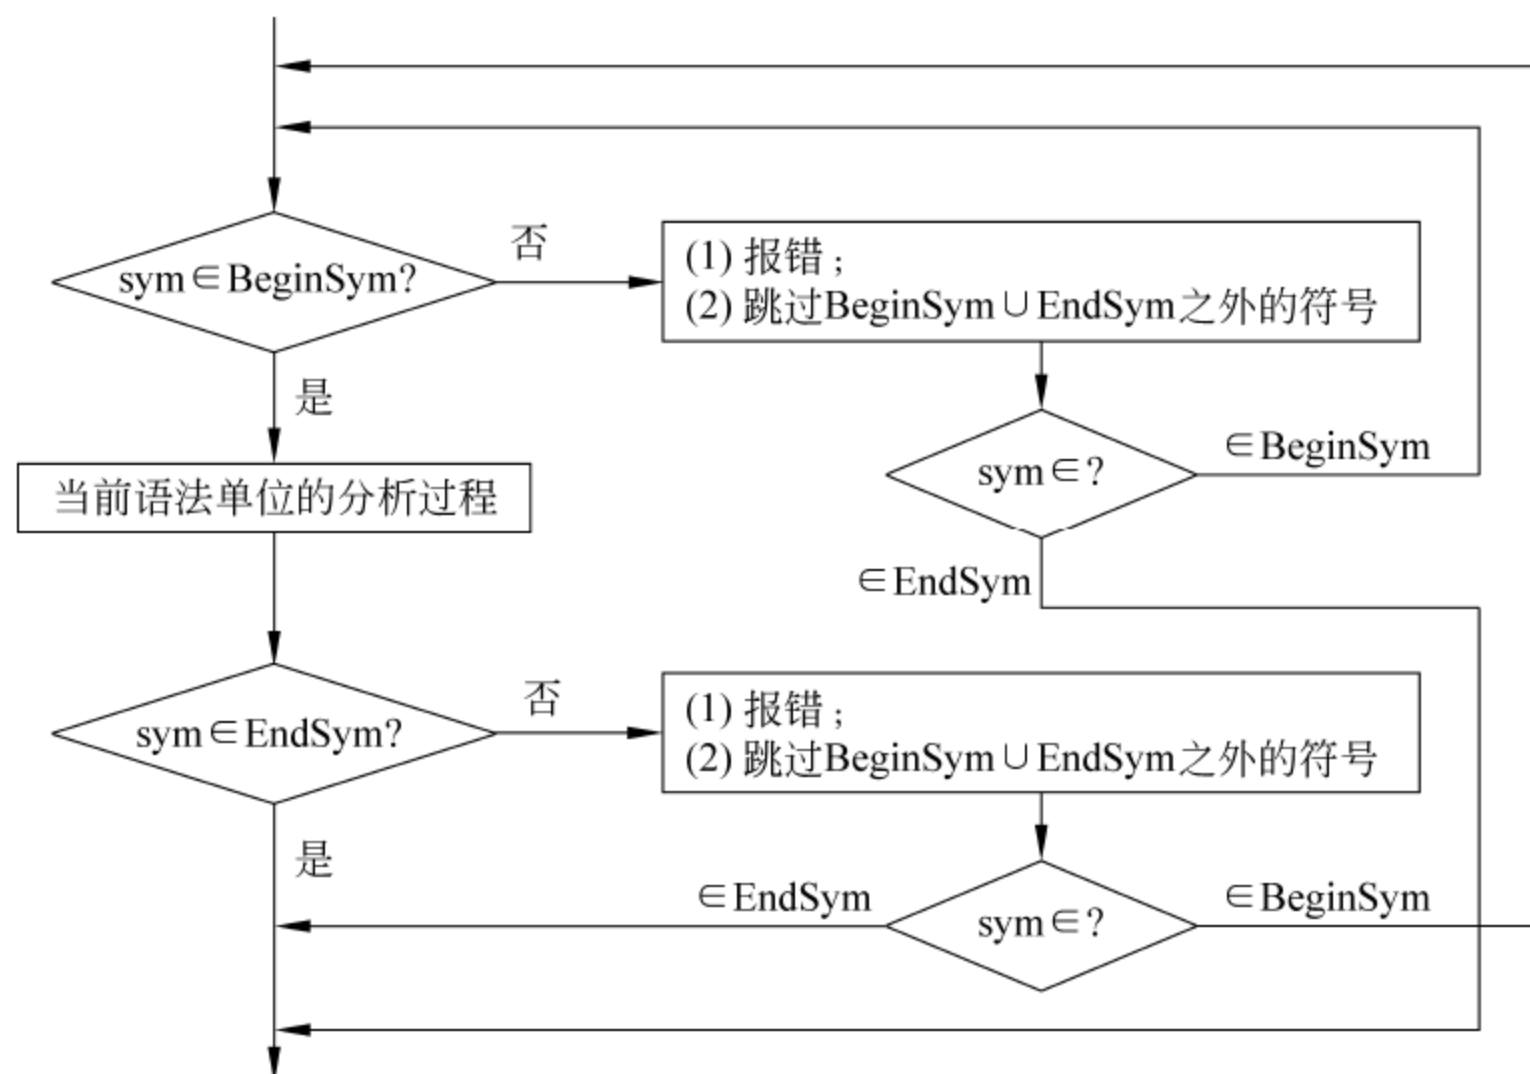 sym∈BeginSym?
否
(1) 报错；
(2) 跳过BeginSym∪EndSym之外的符号
是
sym∈?
∈BeginSym
当前语法单位的分析过程
∈EndSym
sym∈EndSym?
否
(1) 报错；
(2) 跳过BeginSym∪EndSym之外的符号
是
∈EndSym
sym∈?
∈BeginSym